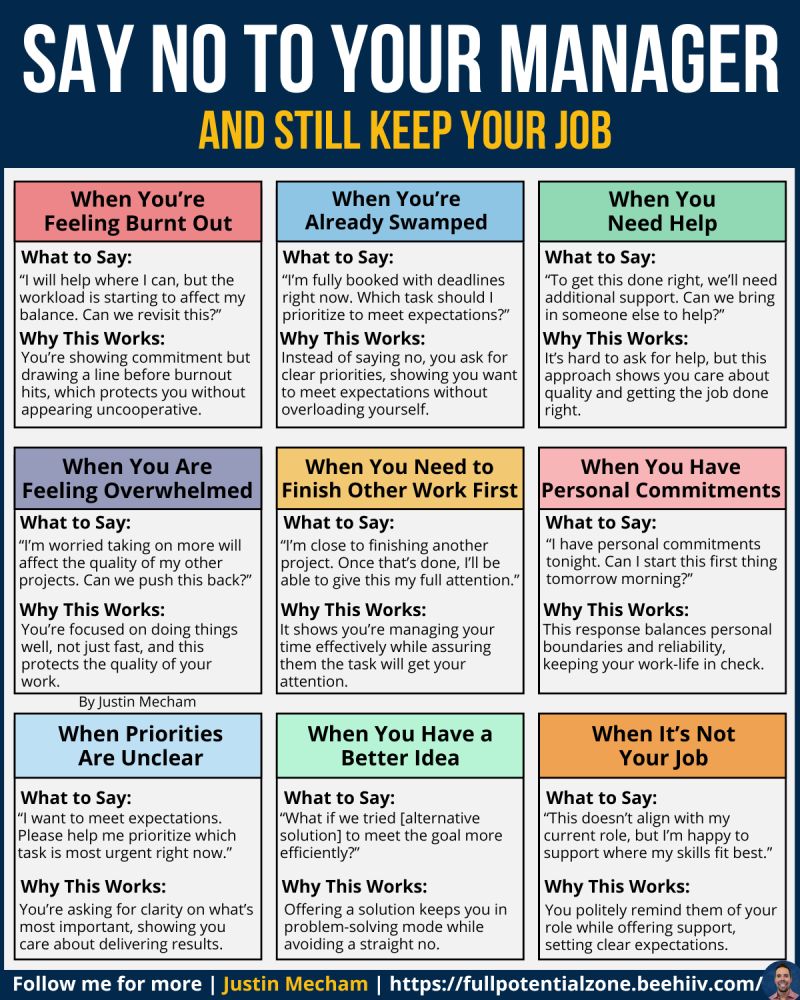 SAY NO TO YOUR MANAGER
AND STILL KEEP YOUR JOB
When You’re
Feeling Burnt Out
What to Say:
“I will help where I can, but the
workload is starting to affect my
balance. Can we revisit this?”
Why This Works:
You’re showing commitment but
drawing a line before burnout
hits, which protects you without
appearing uncooperative.
When You’re
Already Swamped
What to Say:
“I’m fully booked with deadlines
right now. Which task should I
prioritize to meet expectations?”
Why This Works:
Instead of saying no, you ask for
clear priorities, showing you want
to meet expectations without
overloading yourself.
When You
Need Help
What to Say:
“To get this done right, we’ll need
additional support. Can we bring
in someone else to help?”
Why This Works:
It’s hard to ask for help, but this
approach shows you care about
quality and getting the job done
right.
When You Are
Feeling Overwhelmed
What to Say:
“I’m worried taking on more will
affect the quality of my other
projects. Can we push this back?”
Why This Works:
You’re focused on doing things
well, not just fast, and this
protects the quality of your
work.
By Justin Mecham
When You Need to
Finish Other Work First
What to Say:
“I’m close to finishing another
project. Once that’s done, I’ll be
able to give this my full attention.”
Why This Works:
It shows you’re managing your
time effectively while assuring
them the task will get your
attention.
When You Have
Personal Commitments
What to Say:
“I have personal commitments
tonight. Can I start this first thing
tomorrow morning?”
Why This Works:
This response balances personal
boundaries and reliability,
keeping your work-life in check.
When Priorities
Are Unclear
What to Say:
“I want to meet expectations.
Please help me prioritize which
task is most urgent right now.”
Why This Works:
You’re asking for clarity on what’s
most important, showing you
care about delivering results.
When You Have a
Better Idea
What to Say:
“What if we tried [alternative
solution] to meet the goal more
efficiently?”
Why This Works:
Offering a solution keeps you in
problem-solving mode while
avoiding a straight no.
When It’s Not
Your Job
What to Say:
“This doesn’t align with my
current role, but I’m happy to
support where my skills fit best.”
Why This Works:
You politely remind them of your
role while offering support,
setting clear expectations.
Follow me for more | Justin Mecham | https://fullpotentialzone.beehiiv.com/